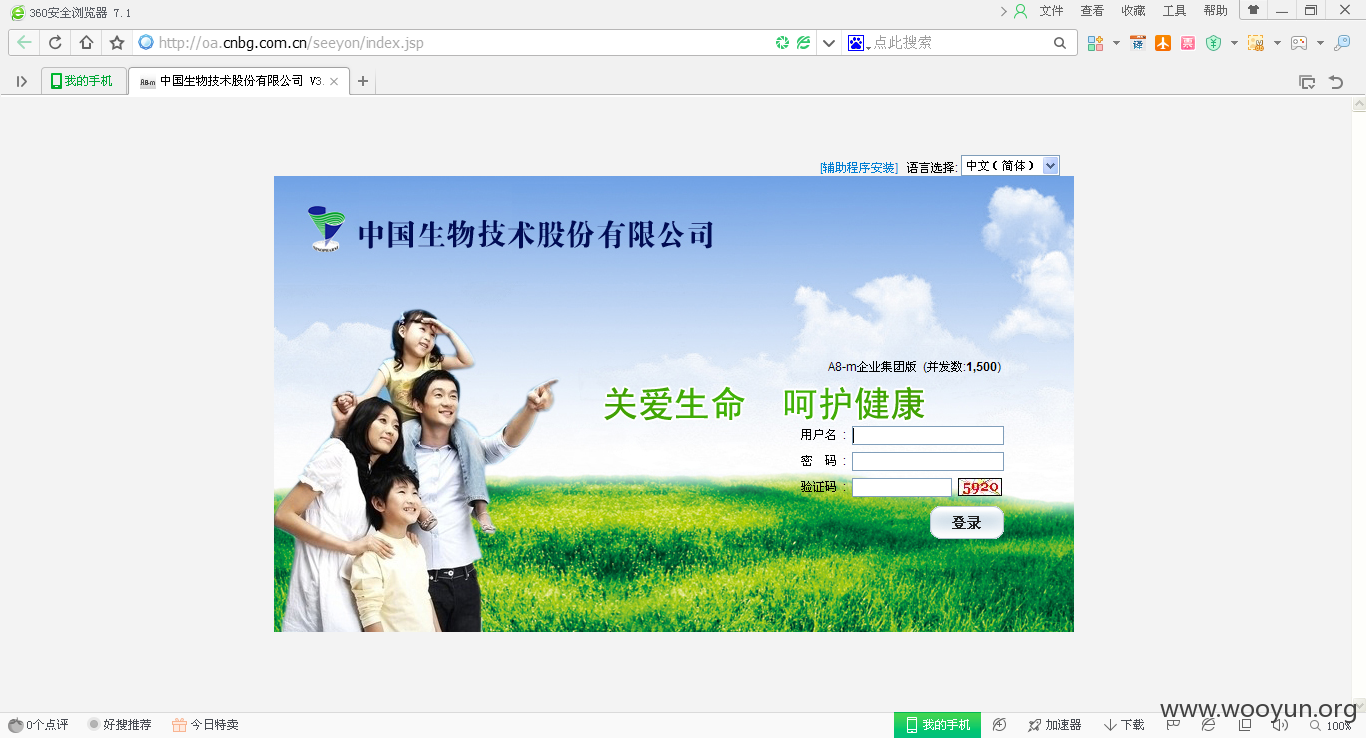 360安全浏览器 7.1
文件 查看 收藏 工具 帮助
http://oa.cnbg.com.cn/seeyon/index.jsp
点此搜索
译
票
我的手机
A8-m 中国生物技术股份有限公司 V3.
[辅助程序安装] 语言选择: 中文(简体)
中国生物技术股份有限公司
A8-m企业集团版 (并发数:1,500)
关爱生命 呵护健康
用户名 :
密 码 :
验证码 : 5920
登录
0个点评 好搜推荐 今日特卖
我的手机 加速器 下载 100%
www.wooyun.org